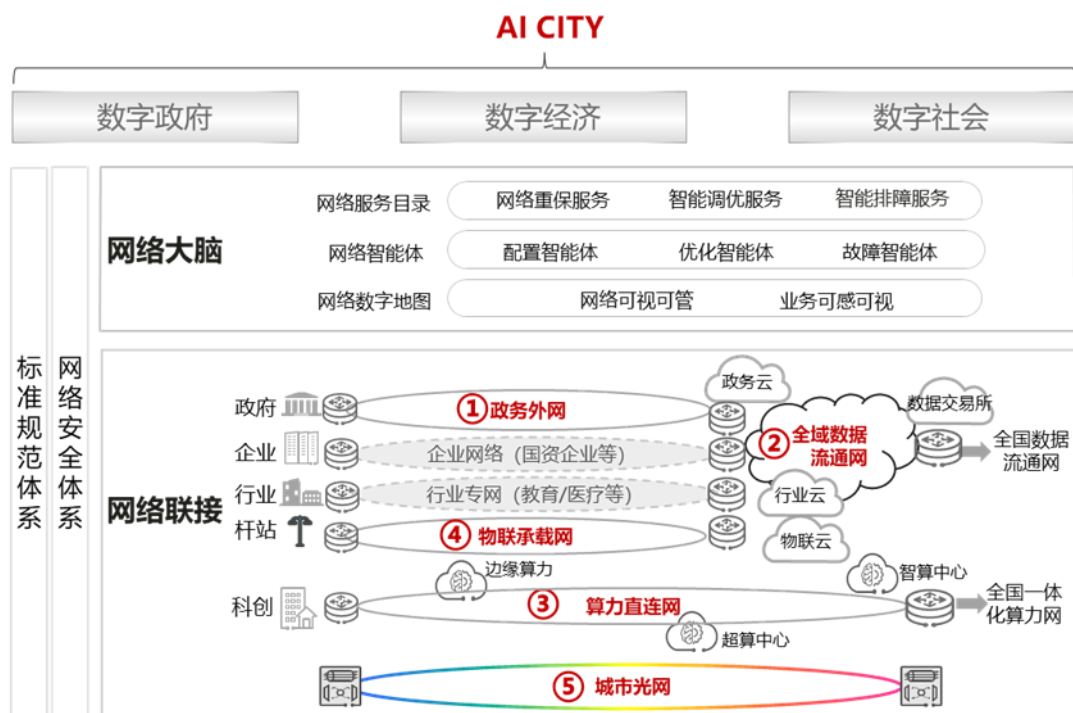 AI CITY
数字政府
数字经济
数字社会
标准规范体系
网络安全体系
网络大脑
网络服务目录
网络重保服务
智能调优服务
智能排障服务
网络智能体
配置智能体
优化智能体
故障智能体
网络数字地图
网络可视可管
业务可感可视
网络联接
政府
①政务外网
政务云
数据交易所
企业
企业网络（国资企业等）
②全域数据
流通网
全国数据
流通网
行业
行业专网（教育/医疗等）
行业云
杆站
④物联承载网
物联云
边缘算力
智算中心
科创
③算力直连网
全国一体
化算力网
超算中心
⑤城市光网